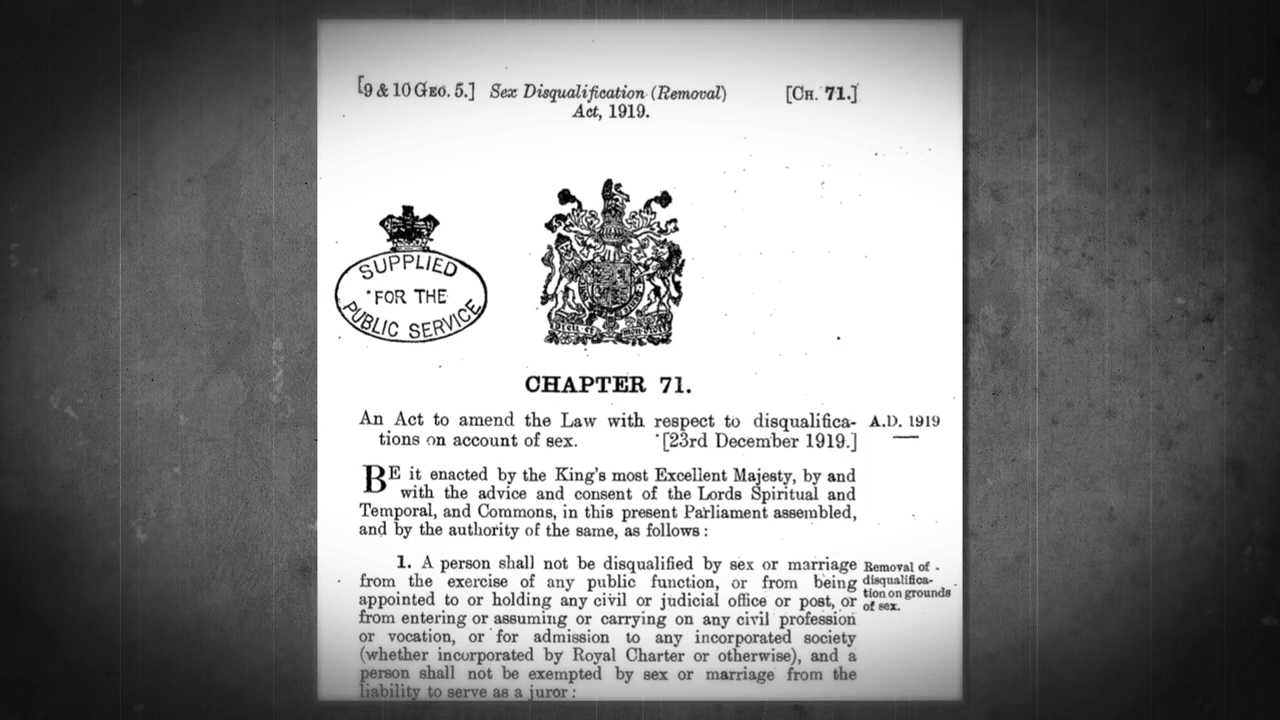 [9 & 10 GEO. 5.] Sex Disqualification (Removal) [CH. 71.]
Act, 1919.
SUPPLIED
FOR THE
PUBLIC SERVICE
CHAPTER 71.
An Act to amend the Law with respect to disqualifica- A.D. 1919
tions on account of sex. [23rd December 1919.]
BE it enacted by the King's most Excellent Majesty, by and
with the advice and consent of the Lords Spiritual and
Temporal, and Commons, in this present Parliament assembled,
and by the authority of the same, as follows:
1. A person shall not be disqualified by sex or marriage
from the exercise of any public function, or from being
appointed to or holding any civil or judicial office or post, or
from entering or assuming or carrying on any civil profession
or vocation, or for admission to any incorporated society
(whether incorporated by Royal Charter or otherwise), and a
person shall not be exempted by sex or marriage from the
liability to serve as a juror:
Removal of
disqualifica-
tion on grounds
of sex.